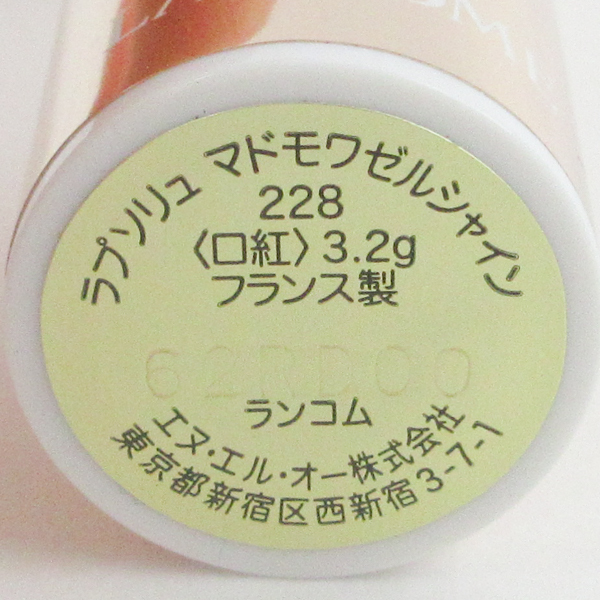 ラプソリュ マドモワゼルシャイン
228
〈口紅〉3.2g
フランス製
ランコム
エヌ・エル・オー株式会社
東京都新宿区西新宿3-7-1